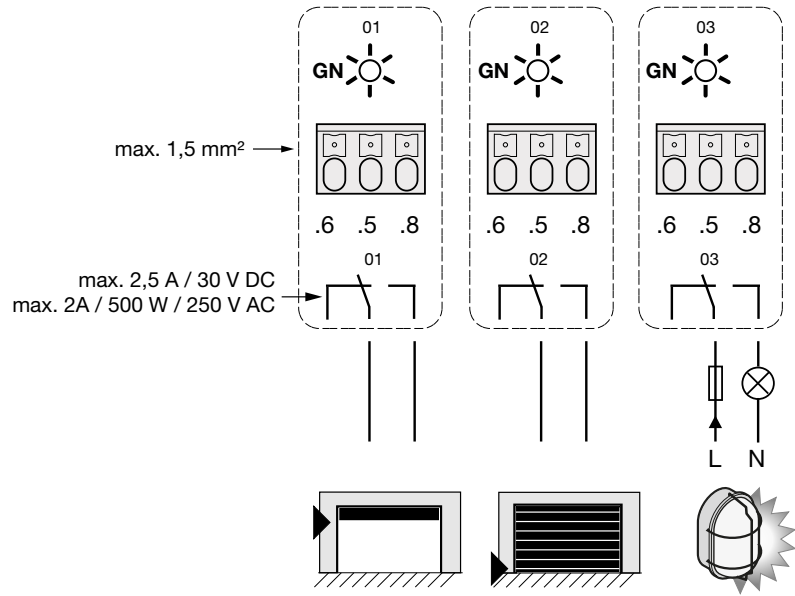 01 02 03
GN GN GN
max. 1,5 mm²
.6 .5 .8 .6 .5 .8 .6 .5 .8
01 02 03
max. 2,5 A / 30 V DC
max. 2A / 500 W / 250 V AC
L N